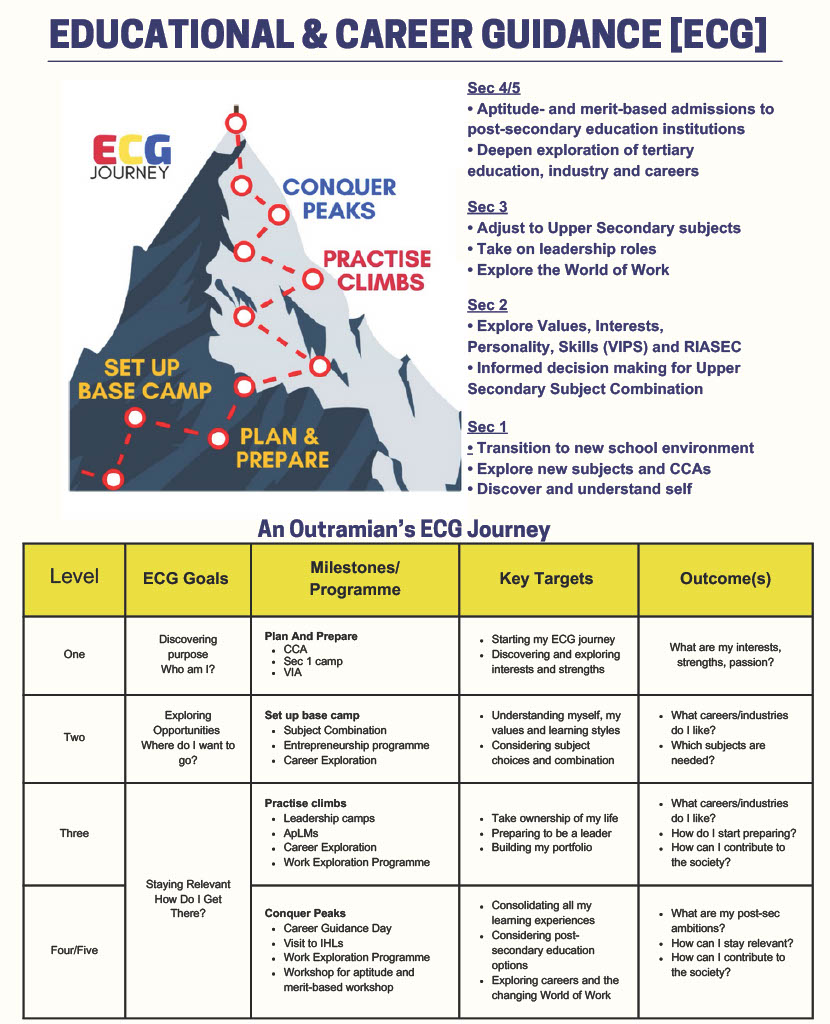 EDUCATIONAL & CAREER GUIDANCE [ECG]
ECG
JOURNEY
CONQUER
PEAKS
PRACTISE
CLIMBS
SET UP
BASE CAMP
PLAN &
PREPARE
Sec 4/5
• Aptitude- and merit-based admissions to
post-secondary education institutions
• Deepen exploration of tertiary
education, industry and careers
Sec 3
• Adjust to Upper Secondary subjects
• Take on leadership roles
• Explore the World of Work
Sec 2
• Explore Values, Interests,
Personality, Skills (VIPS) and RIASEC
• Informed decision making for Upper
Secondary Subject Combination
Sec 1
• Transition to new school environment
• Explore new subjects and CCAs
• Discover and understand self
An Outramian's ECG Journey
Level
ECG Goals
Milestones/
Programme
Key Targets
Outcome(s)
One
Discovering
purpose
Who am I?
Plan And Prepare
• CCA
• Sec 1 camp
• VIA
• Starting my ECG journey
• Discovering and exploring
interests and strengths
What are my interests,
strengths, passion?
Two
Exploring
Opportunities
Where do I want to
go?
Set up base camp
• Subject Combination
• Entrepreneurship programme
• Career Exploration
• Understanding myself, my
values and learning styles
• Considering subject
choices and combination
• What careers/industries
do I like?
• Which subjects are
needed?
Three
Staying Relevant
How Do I Get
There?
Practise climbs
• Leadership camps
• ApLMs
• Career Exploration
• Work Exploration Programme
• Take ownership of my life
• Preparing to be a leader
• Building my portfolio
• What careers/industries
do I like?
• How do I start preparing?
• How can I contribute to
the society?
Four/Five
Conquer Peaks
• Career Guidance Day
• Visit to IHLs
• Work Exploration Programme
• Workshop for aptitude and
merit-based workshop
• Consolidating all my
learning experiences
• Considering post-
secondary education
options
• Exploring careers and the
changing World of Work
• What are my post-sec
ambitions?
• How can I stay relevant?
• How can I contribute to
the society?